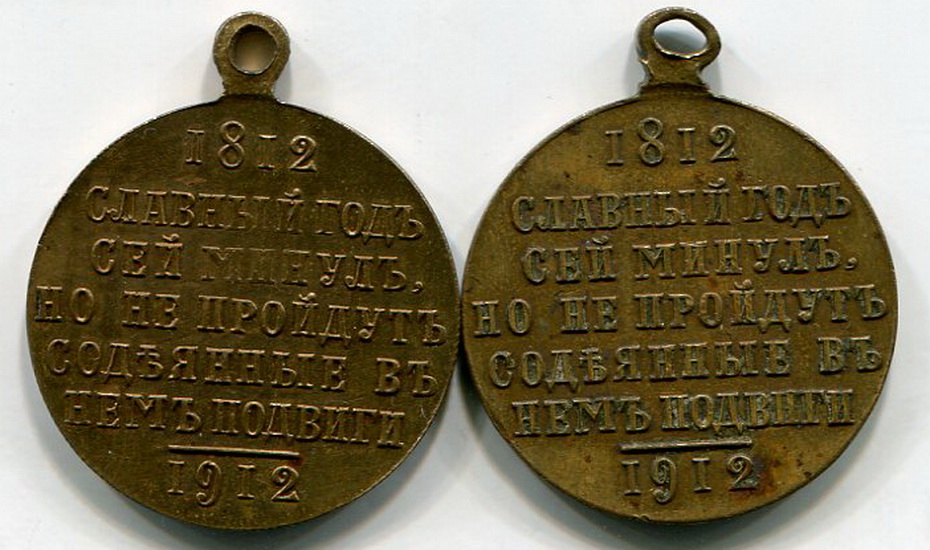 1812
СЛАВНЫЙ ГОДЪ
СЕЙ МИНУЛЪ,
НО НЕ ПРОЙДУТЪ
СОДѢЯННЫЕ ВЪ
НЕМЪ ПОДВИГИ
1912
1812
СЛАВНЫЙ ГОДЪ
СЕЙ МИНУЛЪ,
НО НЕ ПРОЙДУТЪ
СОДѢЯННЫЕ ВЪ
НЕМЪ ПОДВИГИ
1912